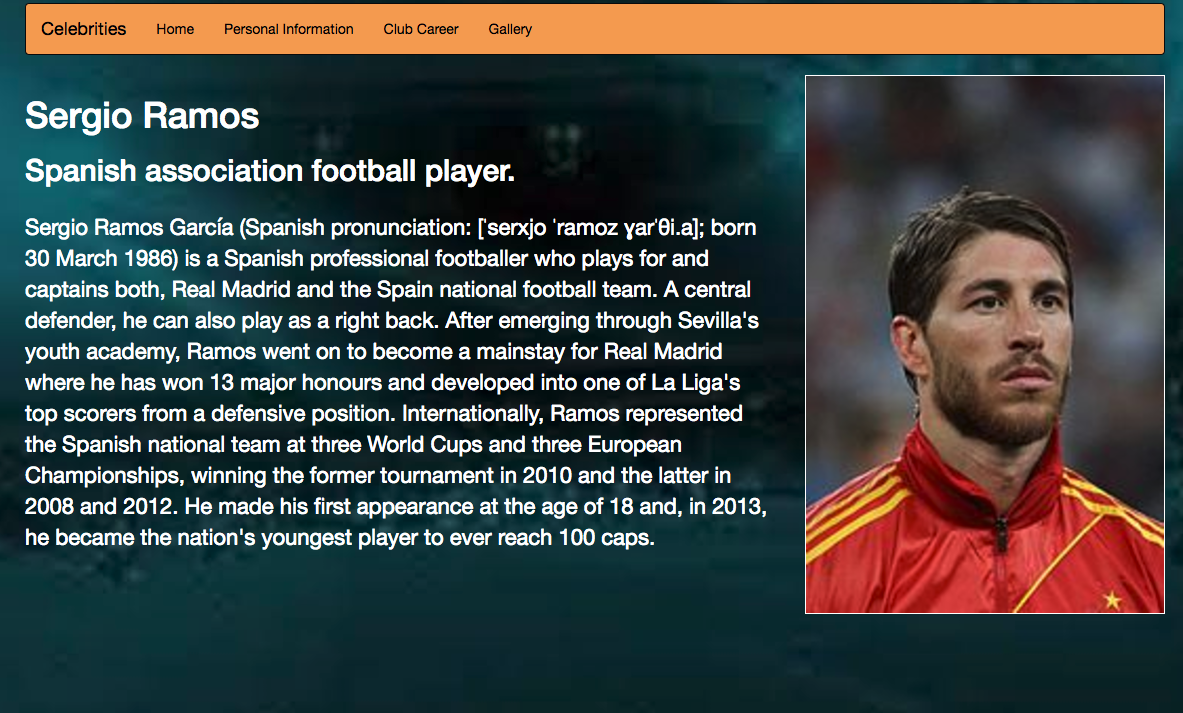 Celebrities Home Personal Information Club Career Gallery
Sergio Ramos
Spanish association football player.
Sergio Ramos García (Spanish pronunciation: [ˈserxjo ˈramoz ɣarˈθi.a]; born
30 March 1986) is a Spanish professional footballer who plays for and
captains both, Real Madrid and the Spain national football team. A central
defender, he can also play as a right back. After emerging through Sevilla's
youth academy, Ramos went on to become a mainstay for Real Madrid
where he has won 13 major honours and developed into one of La Liga's
top scorers from a defensive position. Internationally, Ramos represented
the Spanish national team at three World Cups and three European
Championships, winning the former tournament in 2010 and the latter in
2008 and 2012. He made his first appearance at the age of 18 and, in 2013,
he became the nation's youngest player to ever reach 100 caps.